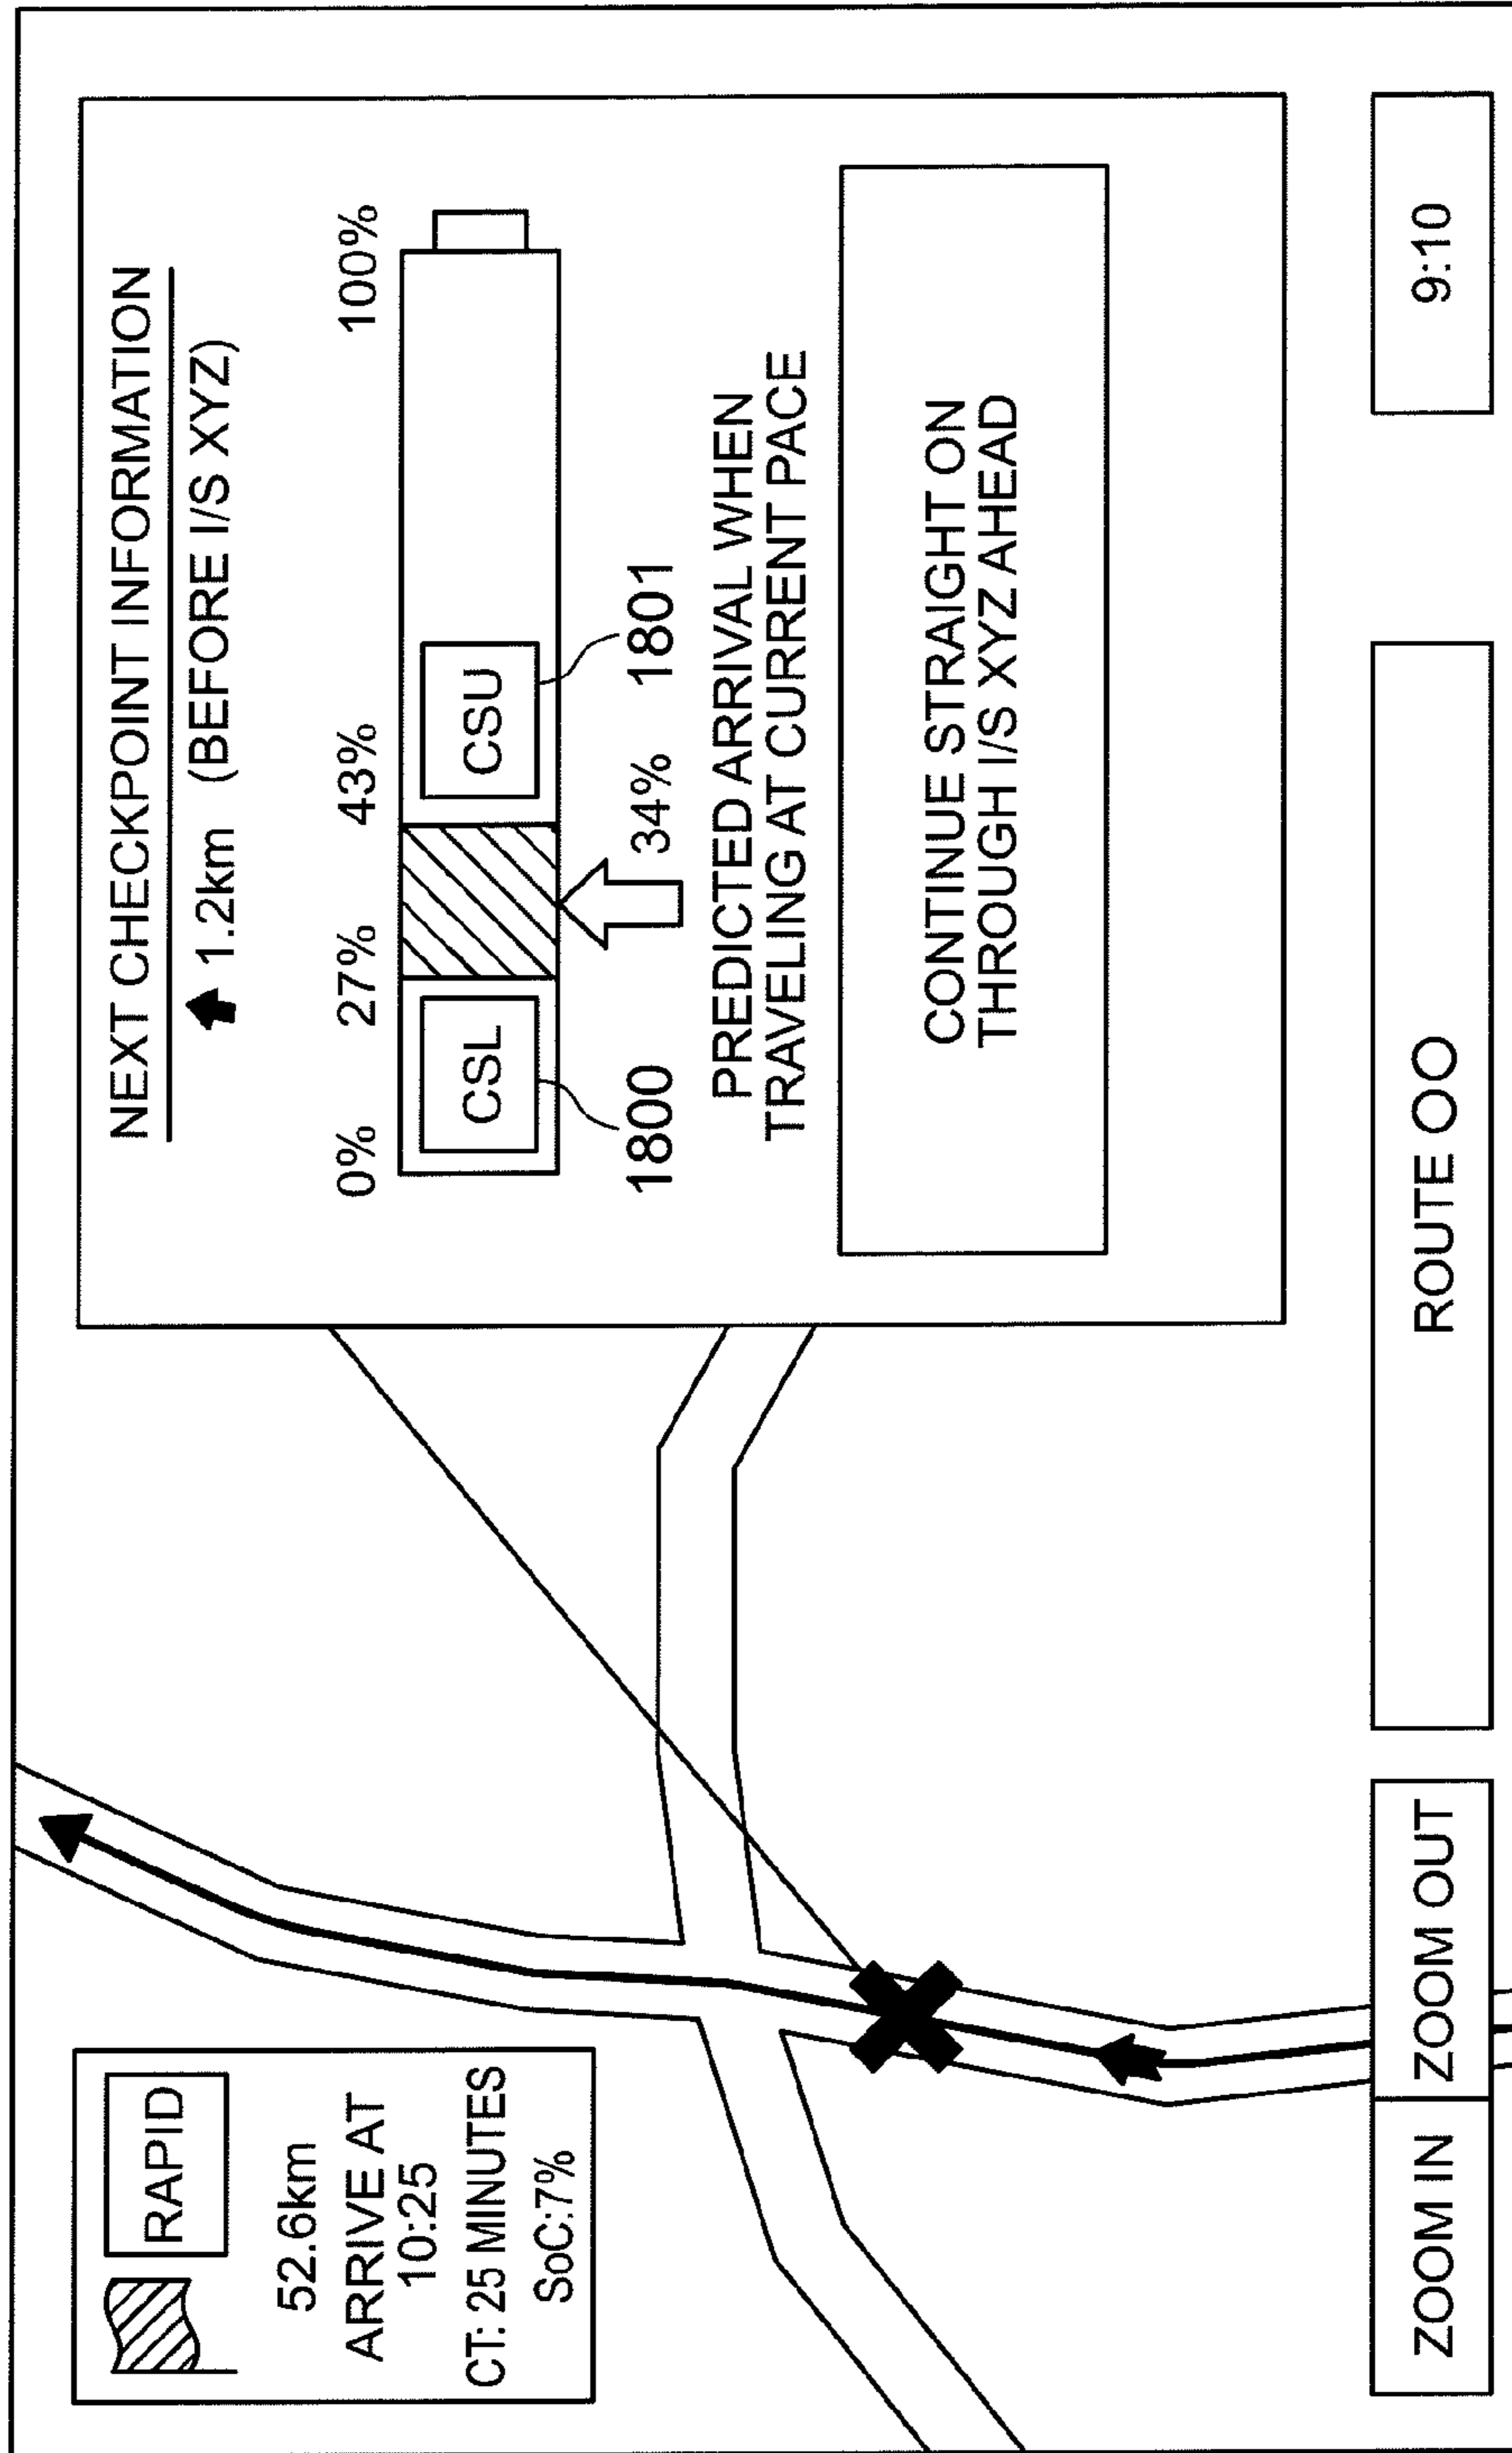 RAPID
52.6km
ARRIVE AT
10:25
CT: 25 MINUTES
SoC:7%
NEXT CHECKPOINT INFORMATION
1.2km (BEFORE I/S XYZ)
0% 27% 43% 100%
CSL CSU
1800 34% 1801
PREDICTED ARRIVAL WHEN
TRAVELING AT CURRENT PACE
CONTINUE STRAIGHT ON
THROUGH I/S XYZ AHEAD
ZOOM IN ZOOM OUT ROUTE OO 9:10